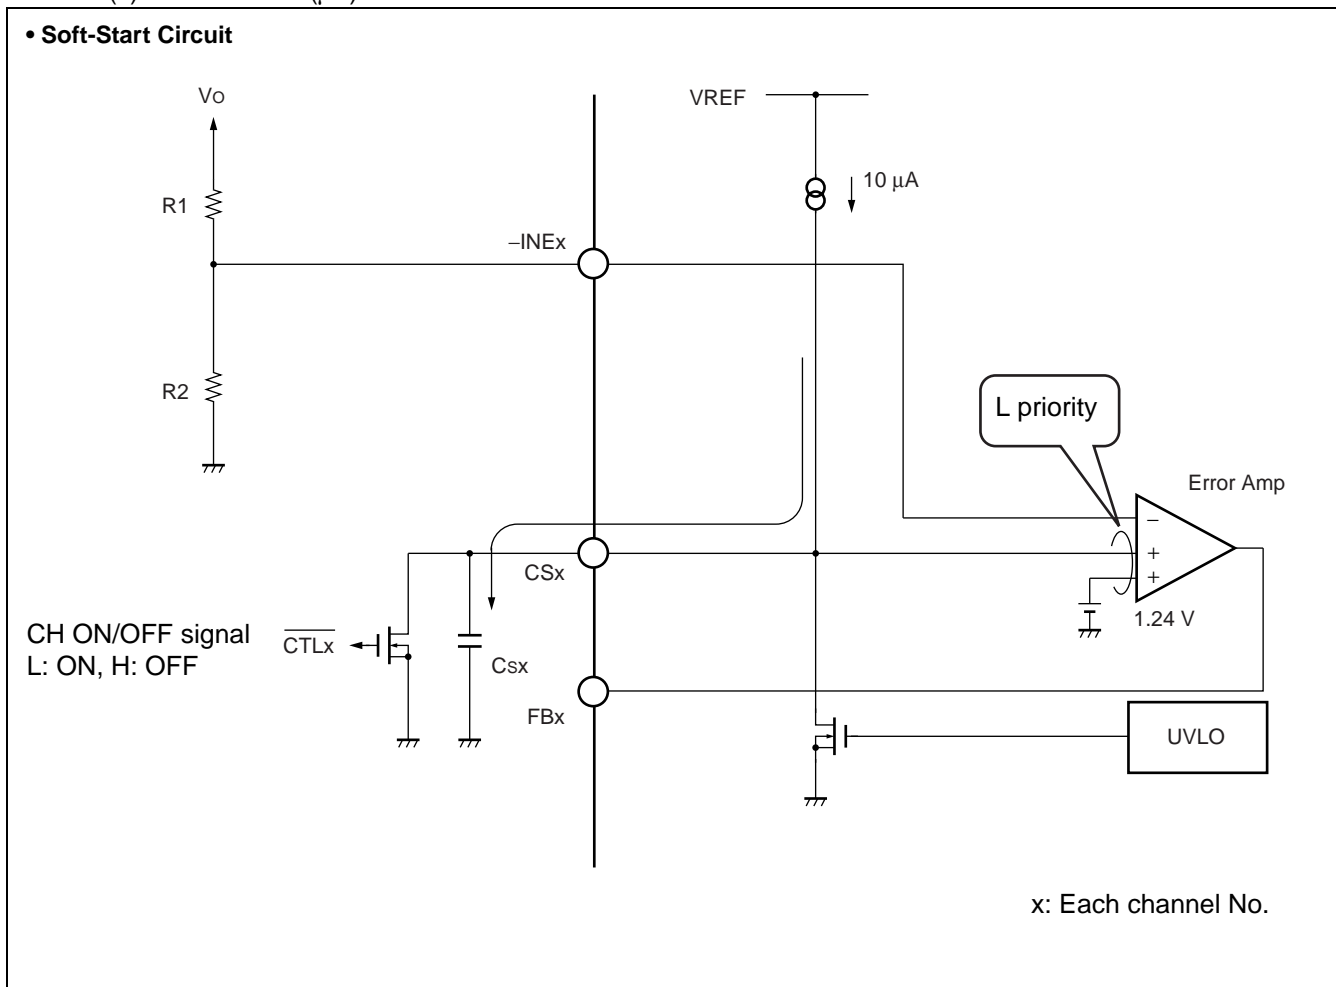 • Soft-Start Circuit
Vo
VREF
10 μA
R1
–INEx
R2
L priority
Error Amp
–
+
+
CSx
1.24 V
CH ON/OFF signal
L: ON, H: OFF
CTLx
Csx
FBx
UVLO
x: Each channel No.